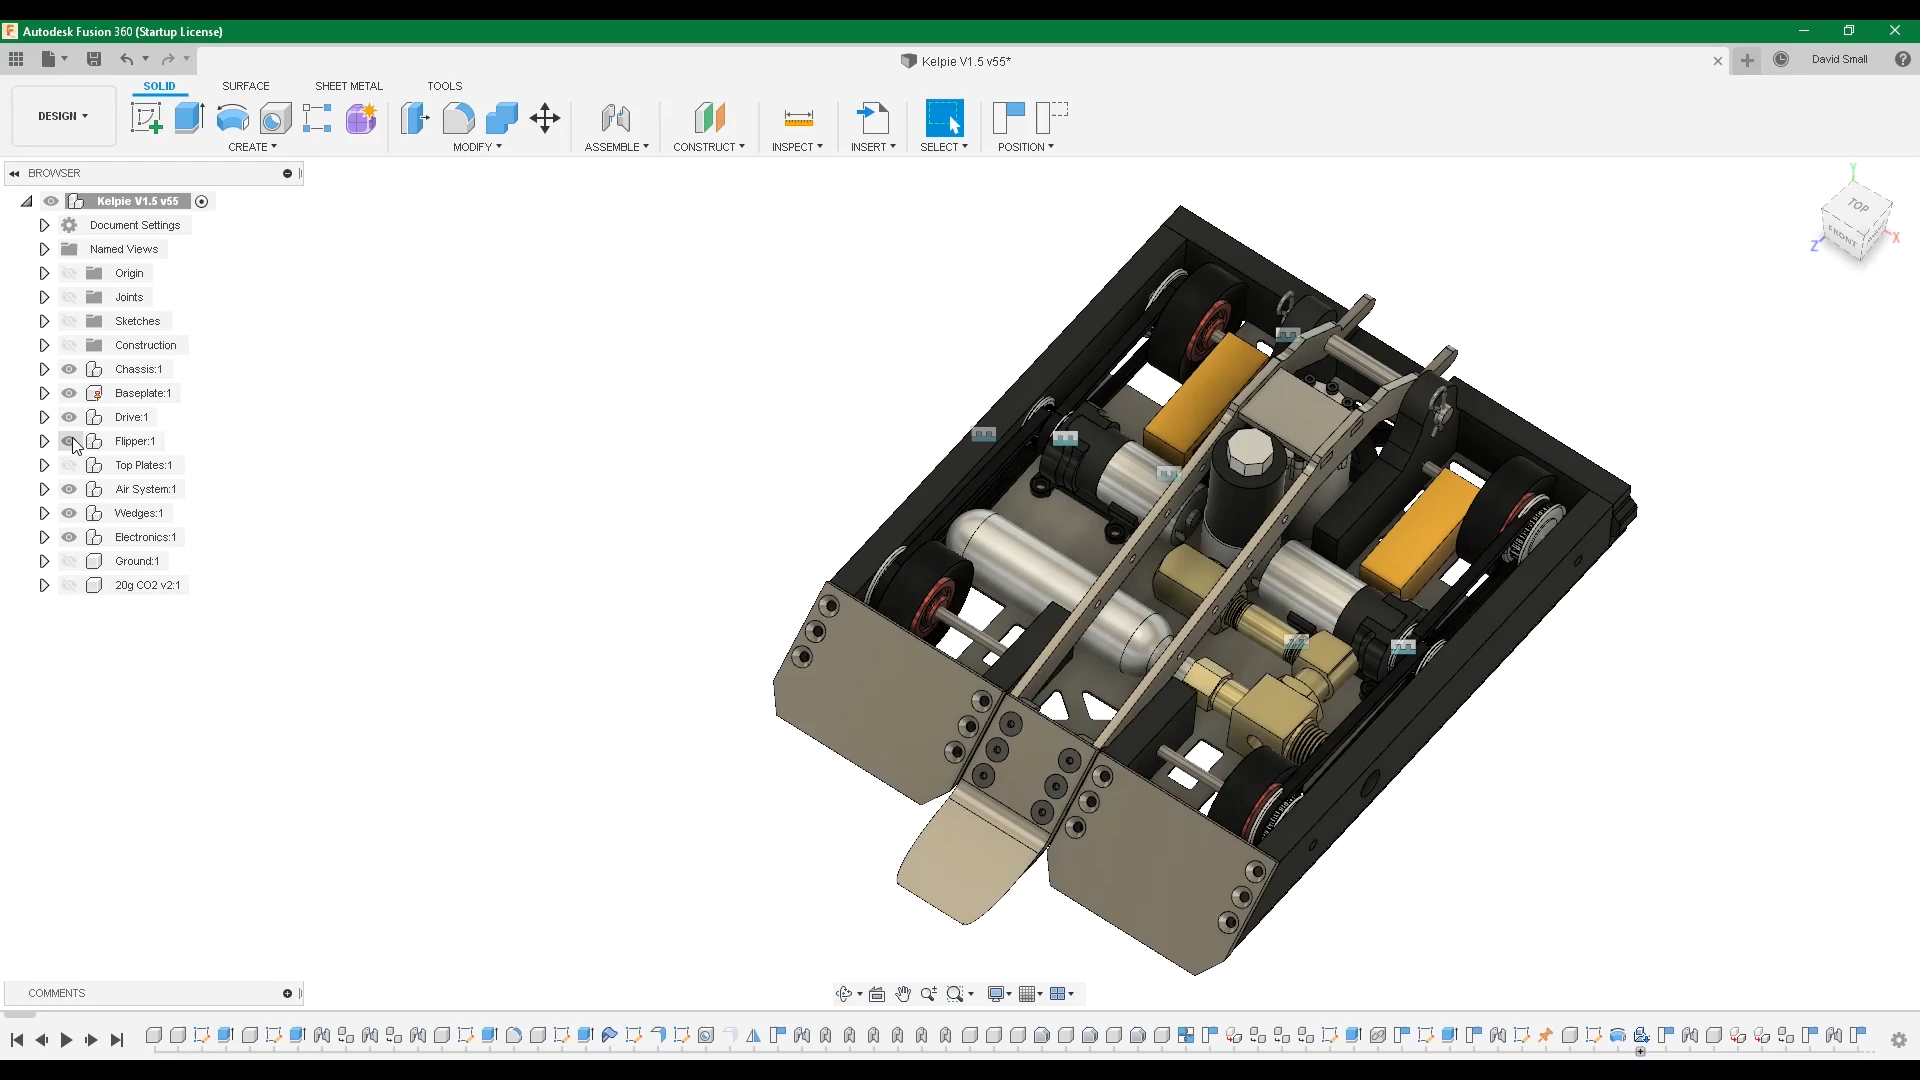 Autodesk Fusion 360 (Startup License)
Kelpie V1.5 v55*
David Small
SOLID
SURFACE
SHEET METAL
TOOLS
DESIGN
CREATE
MODIFY
ASSEMBLE
CONSTRUCT
INSPECT
INSERT
SELECT
POSITION
BROWSER
Kelpie V1.5 v55
Document Settings
Named Views
Origin
Joints
Sketches
Construction
Chassis:1
Baseplate:1
Drive:1
Flipper:1
Top Plates:1
Air System:1
Wedges:1
Electronics:1
Ground:1
20g CO2 v2:1
Y
TOP
FRONT
Z
X
COMMENTS